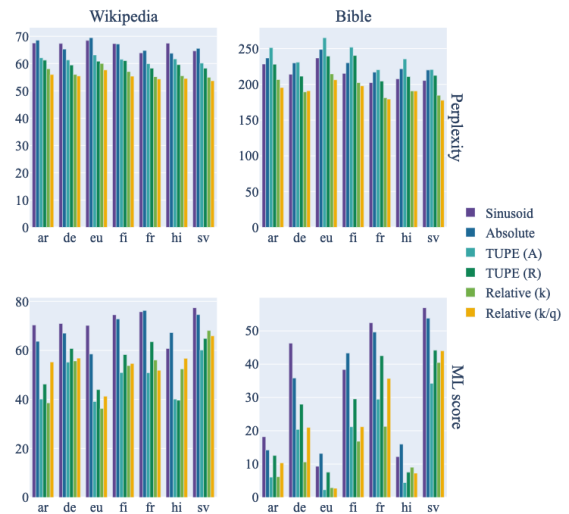 Wikipedia
Bible
70
60
50
40
30
20
10
0
ar de eu fi fr hi sv
250
200
150
100
50
0
ar de eu fi fr hi sv
Perplexity
Sinusoid
Absolute
TUPE (A)
TUPE (R)
Relative (k)
Relative (k/q)
80
60
40
20
0
ar de eu fi fr hi sv
50
40
30
20
10
0
ar de eu fi fr hi sv
ML score